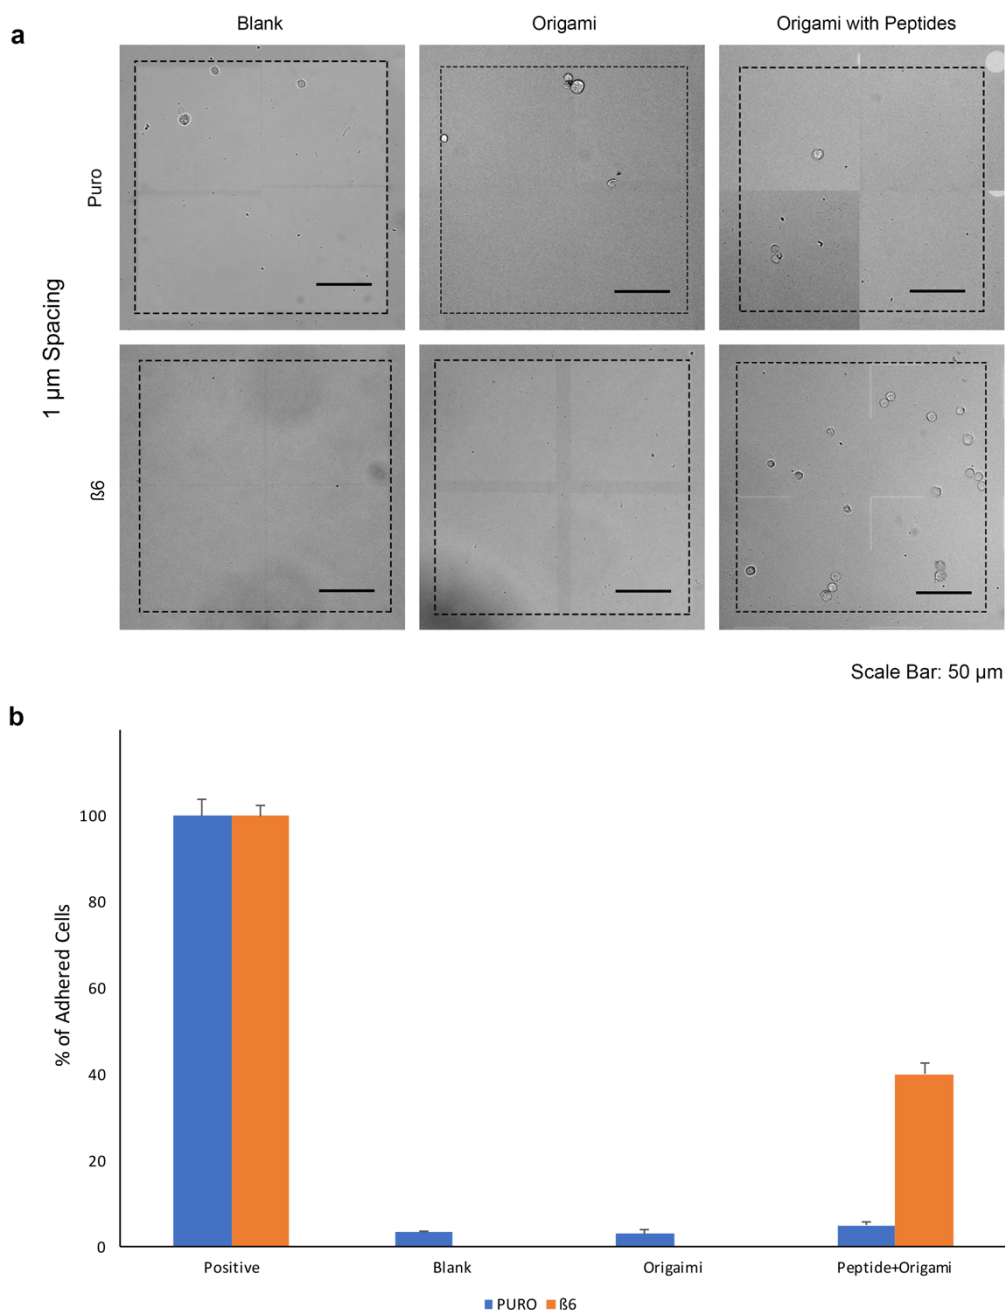 a
Blank
Origami
Origami with Peptides
1 µm Spacing
Puro
ß6
Scale Bar: 50 µm
b
% of Adhered Cells
100
80
60
40
20
0
Positive
Blank
Origaimi
Peptide+Origami
PURO
ß6